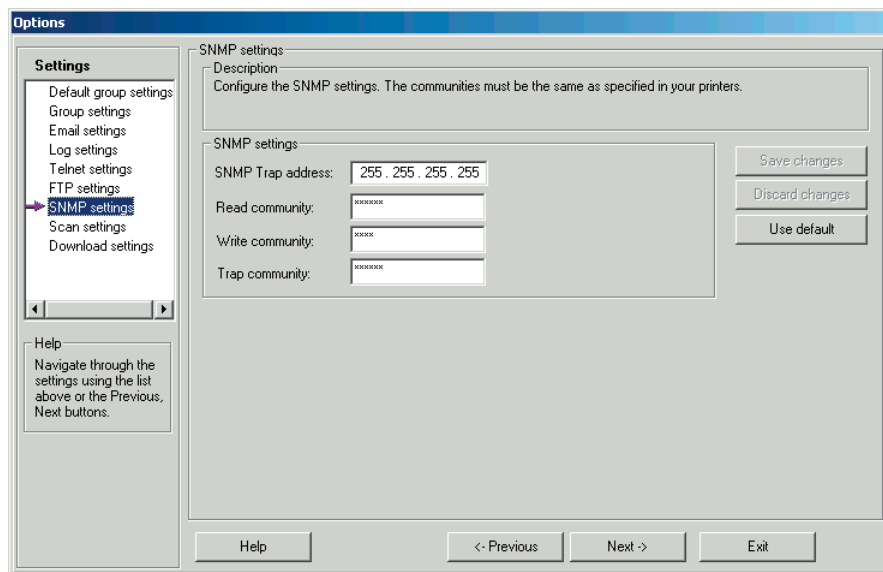 Options
Settings
Default group settings
Group settings
Email settings
Log settings
Telnet settings
FTP settings
SNMP settings
Scan settings
Download settings
Help
Navigate through the
settings using the list
above or the Previous,
Next buttons.
SNMP settings
Description
Configure the SNMP settings. The communities must be the same as specified in your printers.
SNMP settings
SNMP Trap address: 255 . 255 . 255 . 255
Read community: ******
Write community: ****
Trap community: ******
Save changes
Discard changes
Use default
Help
<- Previous
Next ->
Exit